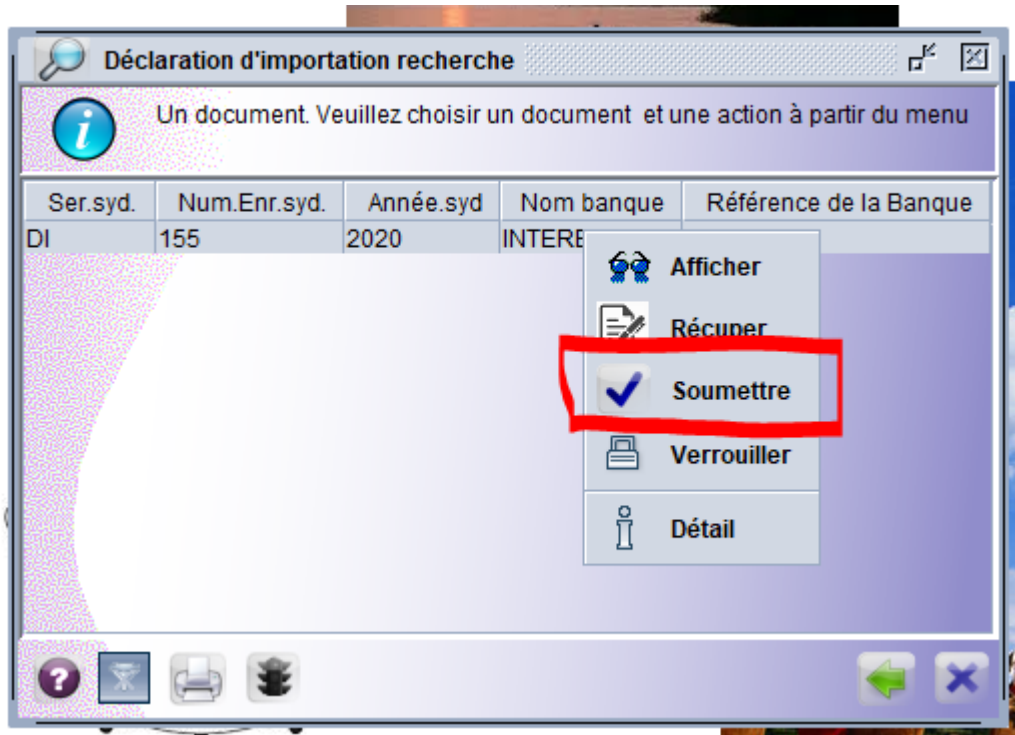 Déclaration d'importation recherche
Un document. Veuillez choisir un document et une action à partir du menu
Ser.syd. Num.Enr.syd. Année.syd Nom banque Référence de la Banque
DI 155 2020
Afficher
Récuper
Soumettre
Verrouiller
Détail